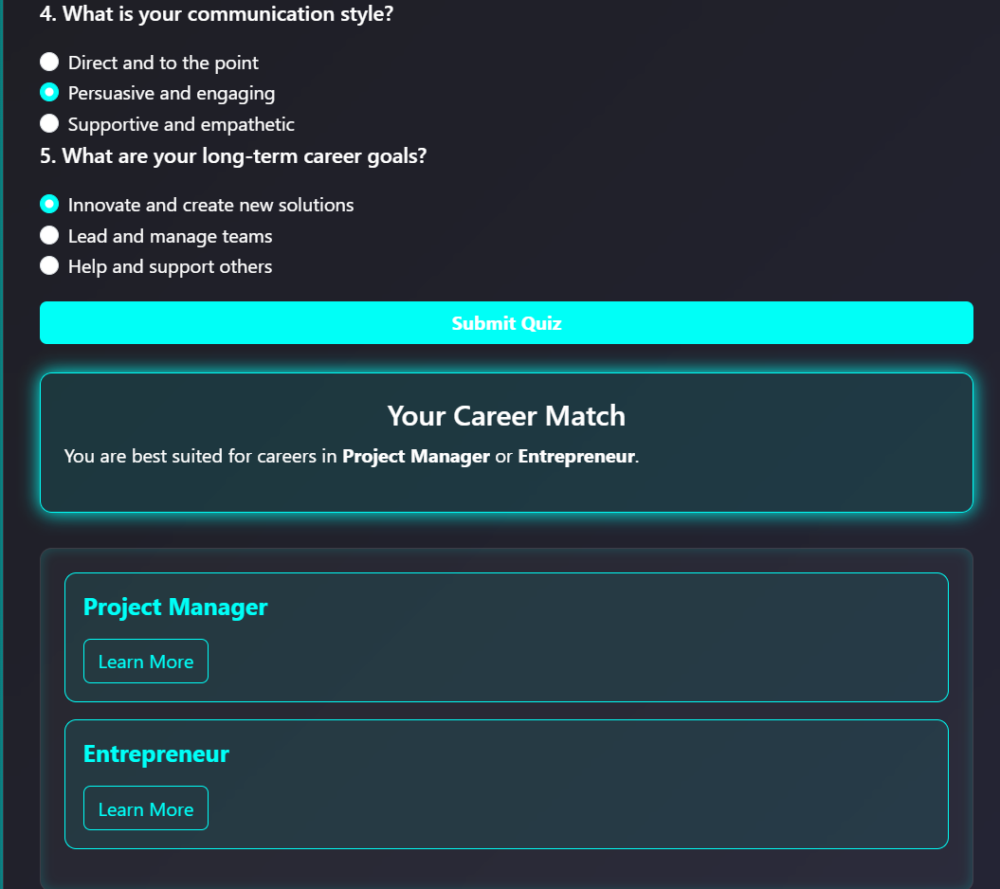 4. What is your communication style?
Direct and to the point
Persuasive and engaging
Supportive and empathetic
5. What are your long-term career goals?
Innovate and create new solutions
Lead and manage teams
Help and support others
Submit Quiz
Your Career Match
You are best suited for careers in Project Manager or Entrepreneur.
Project Manager
Learn More
Entrepreneur
Learn More